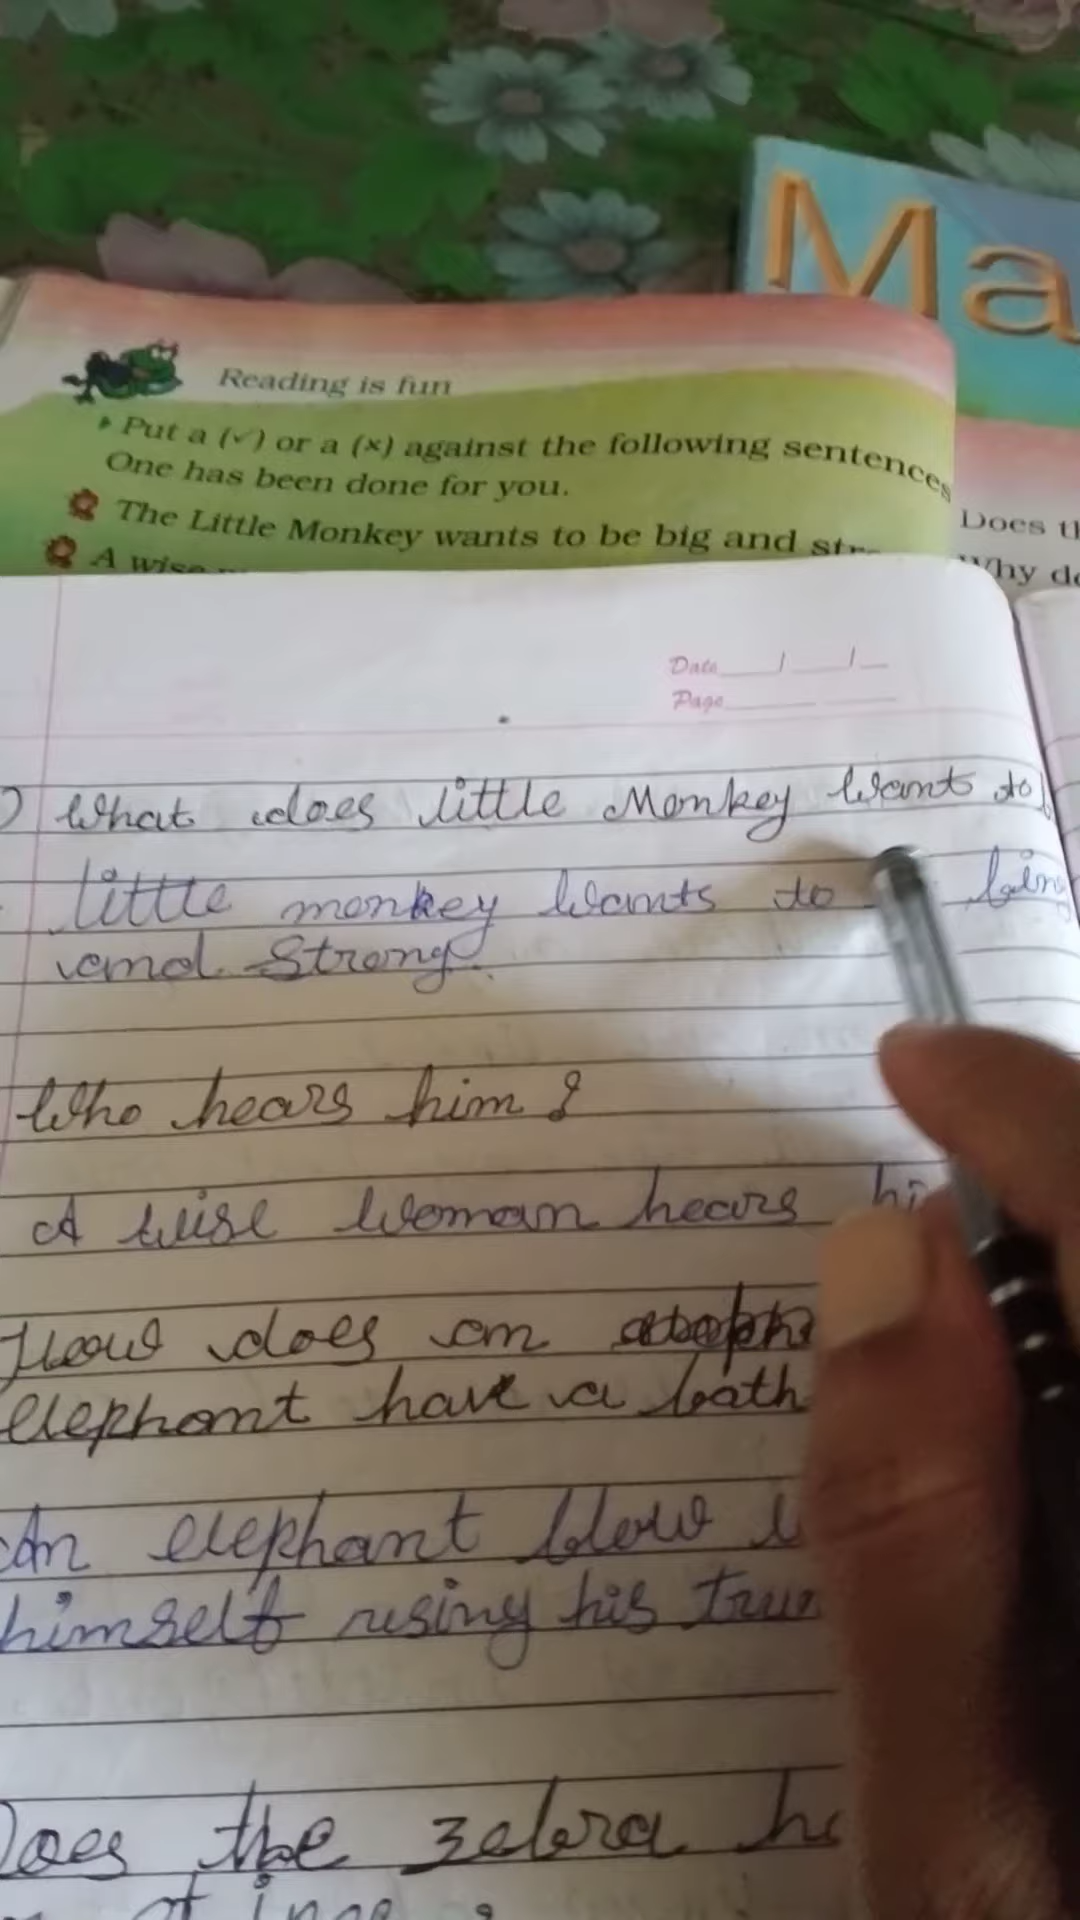 Ma
Reading is fun
Put a (✓) or a (×) against the following sentences
One has been done for you.
The Little Monkey wants to be big and
A wise
Does
Why
Date
Page
What does little Monkey wants to
little monkey wants to
and Strong.
Who hears him ?
A wise woman hears
How does an
elephant have a bath
An elephant blow
himself using his
Does the zebra